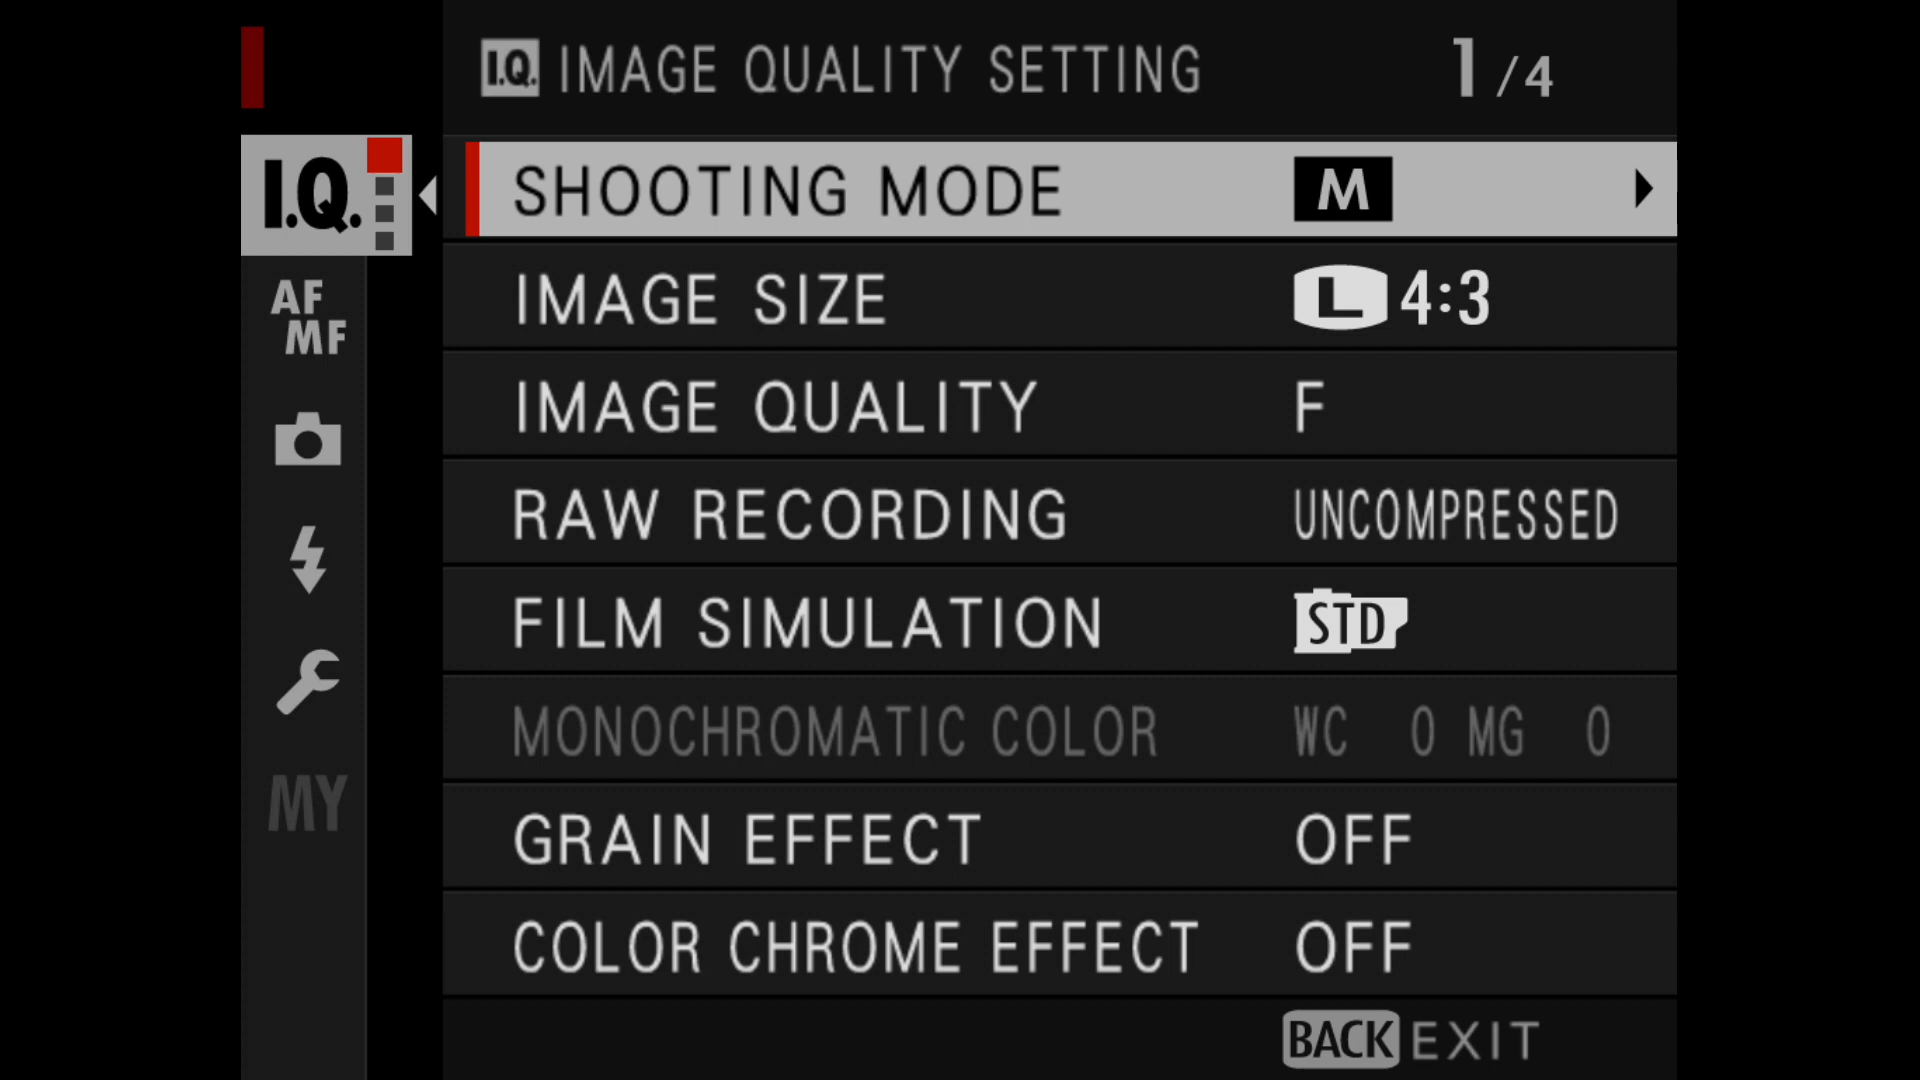 I.Q. IMAGE QUALITY SETTING 1/4
I.Q.
SHOOTING MODE M
IMAGE SIZE L 4:3
AF
MF
IMAGE QUALITY F
RAW RECORDING UNCOMPRESSED
FILM SIMULATION STD
MONOCHROMATIC COLOR WC 0 MG 0
MY
GRAIN EFFECT OFF
COLOR CHROME EFFECT OFF
BACK EXIT